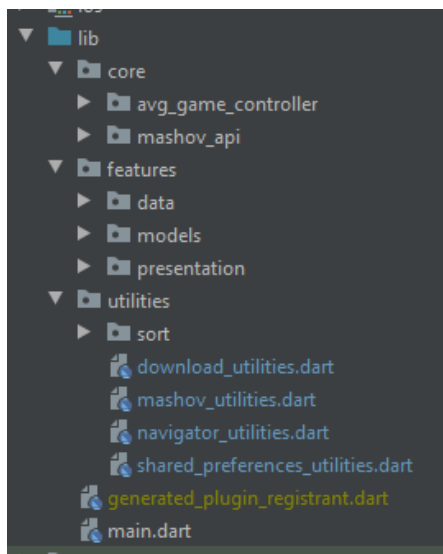 lib
core
avg_game_controller
mashov_api
features
data
models
presentation
utilities
sort
download_utilities.dart
mashov_utilities.dart
navigator_utilities.dart
shared_preferences_utilities.dart
generated_plugin_registrant.dart
main.dart